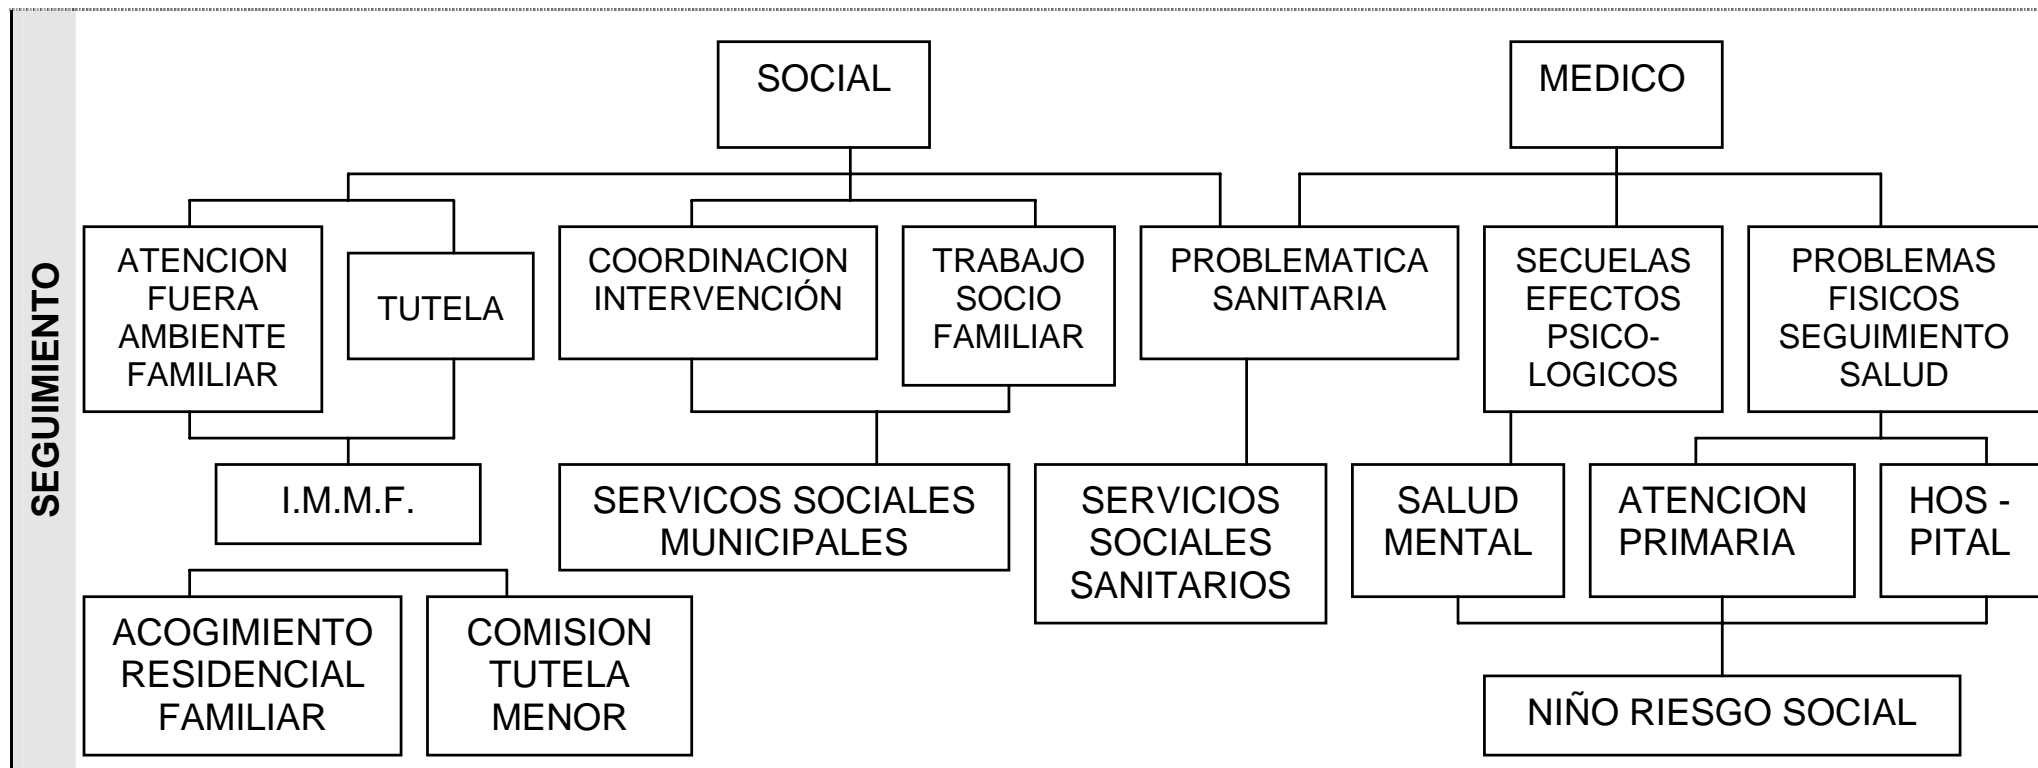 SEGUIMIENTO
SOCIAL
MEDICO
ATENCION
FUERA
AMBIENTE
FAMILIAR
TUTELA
COORDINACION
INTERVENCIÓN
TRABAJO
SOCIO
FAMILIAR
PROBLEMATICA
SANITARIA
SECUELAS
EFECTOS
PSICO-
LOGICOS
PROBLEMAS
FISICOS
SEGUIMIENTO
SALUD
I.M.M.F.
SERVICOS SOCIALES
MUNICIPALES
SERVICIOS
SOCIALES
SANITARIOS
SALUD
MENTAL
ATENCION
PRIMARIA
HOS -
PITAL
ACOGIMIENTO
RESIDENCIAL
FAMILIAR
COMISION
TUTELA
MENOR
NIÑO RIESGO SOCIAL